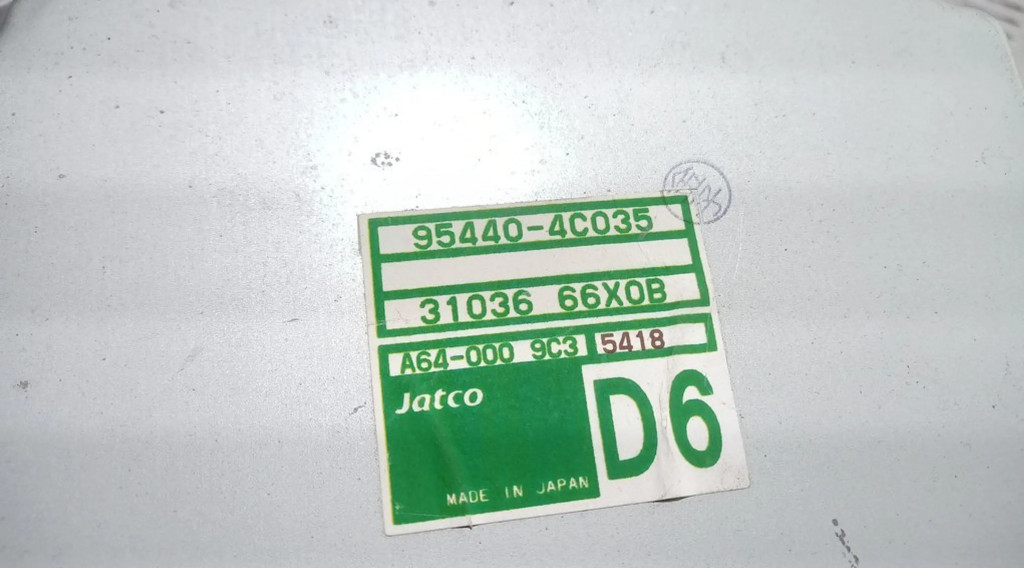 95440-4C035
31036 66X0B
A64-000 9C3 5418
Jatco
D6
MADE IN JAPAN